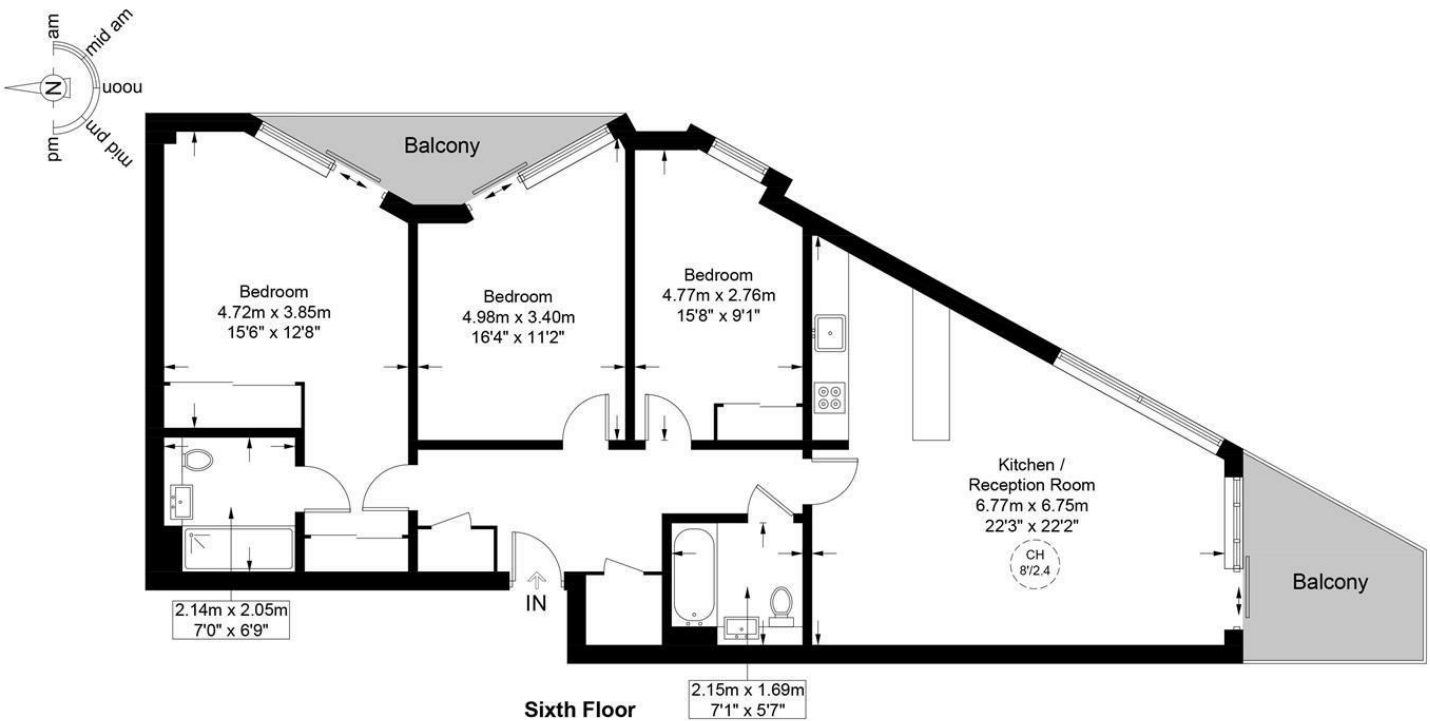 am
mid am
N
noon
mid pm
pm
Balcony
Bedroom
4.72m x 3.85m
15'6" x 12'8"
Bedroom
4.98m x 3.40m
16'4" x 11'2"
Bedroom
4.77m x 2.76m
15'8" x 9'1"
Kitchen /
Reception Room
6.77m x 6.75m
22'3" x 22'2"
CH
8'/2.4
Balcony
IN
2.14m x 2.05m
7'0" x 6'9"
2.15m x 1.69m
7'1" x 5'7"
Sixth Floor